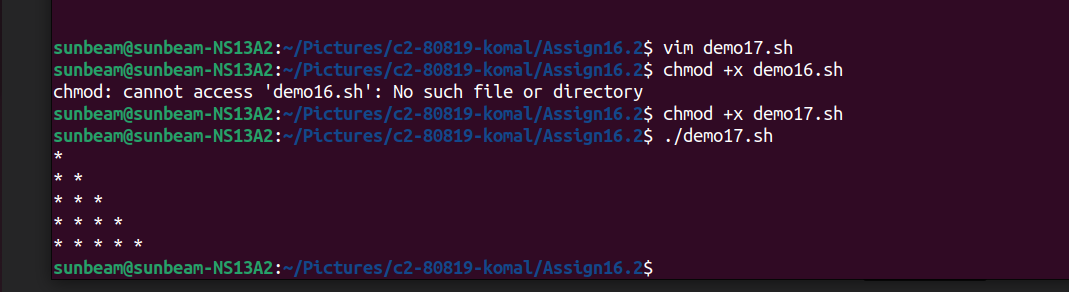 sunbeam@sunbeam-NS13A2:~/Pictures/c2-80819-komal/Assign16.2$ vim demo17.sh
sunbeam@sunbeam-NS13A2:~/Pictures/c2-80819-komal/Assign16.2$ chmod +x demo16.sh
chmod: cannot access 'demo16.sh': No such file or directory
sunbeam@sunbeam-NS13A2:~/Pictures/c2-80819-komal/Assign16.2$ chmod +x demo17.sh
sunbeam@sunbeam-NS13A2:~/Pictures/c2-80819-komal/Assign16.2$ ./demo17.sh
*
* *
* * *
* * * *
* * * * *
sunbeam@sunbeam-NS13A2:~/Pictures/c2-80819-komal/Assign16.2$